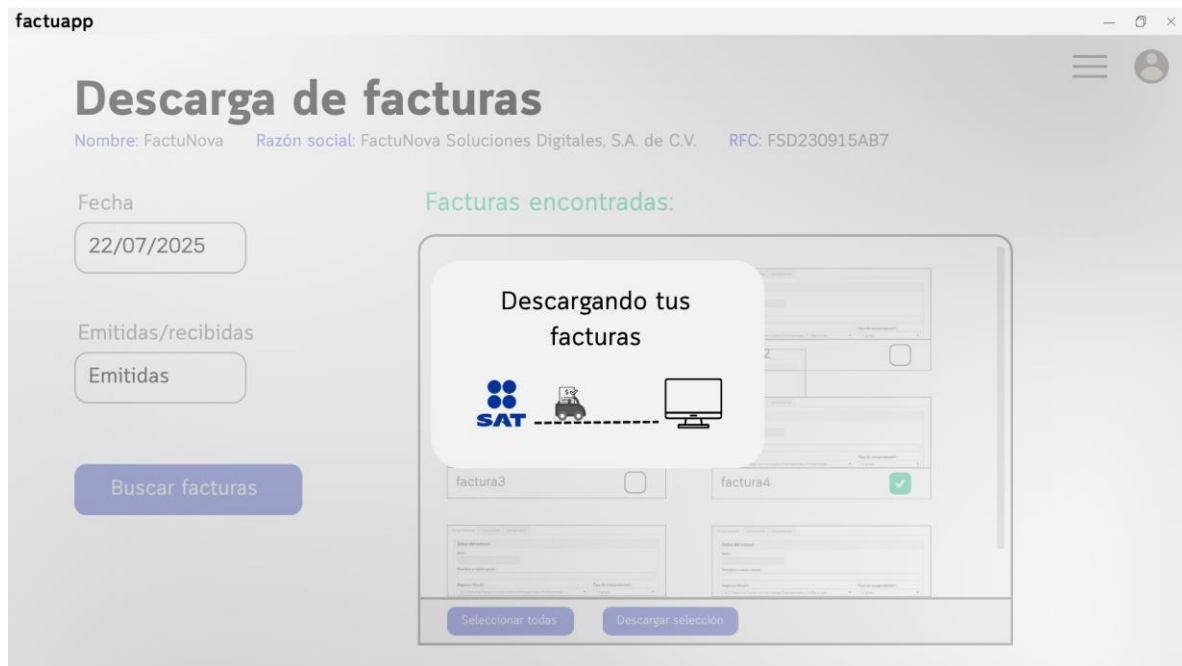 factuapp
Descarga de facturas
Nombre: FactuNova Razón social: FactuNova Soluciones Digitales, S.A. de C.V. RFC: FSD230915AB7
Fecha
22/07/2025
Emitidas/recibidas
Emitidas
Buscar facturas
Facturas encontradas:
Descargando tus
facturas
SAT
2
factura3
factura4
Seleccionar todas
Descargar selección